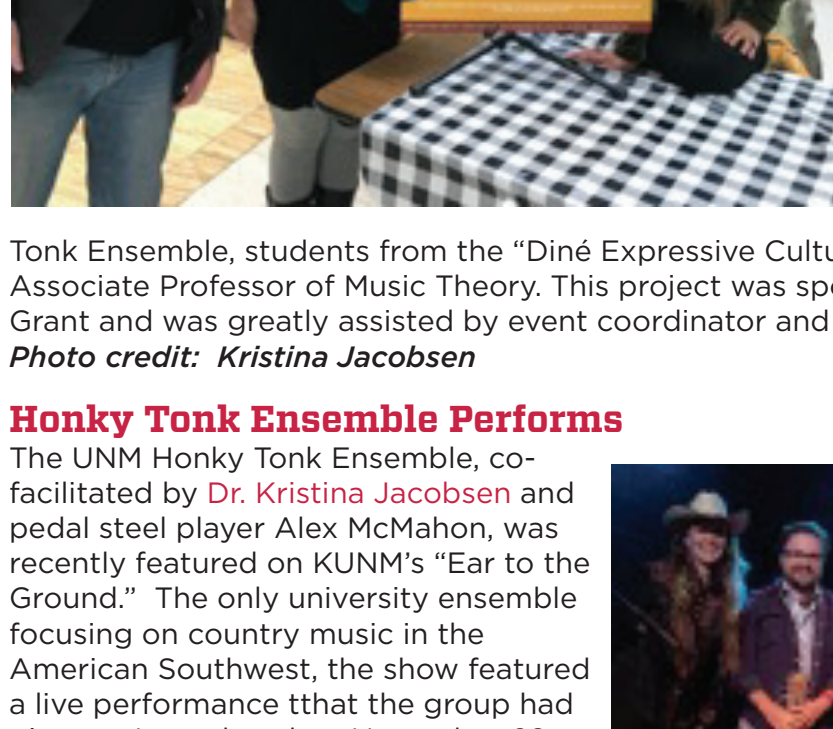 Tonk Ensemble, students from the “Diné Expressive Cultu
Associate Professor of Music Theory. This project was spo
Grant and was greatly assisted by event coordinator and
Photo credit:  Kristina Jacobsen
Honky Tonk Ensemble Performs
The UNM Honky Tonk Ensemble, co-
facilitated by Dr. Kristina Jacobsen and
pedal steel player Alex McMahon, was
recently featured on KUNM’s “Ear to the
Ground.”  The only university ensemble
focusing on country music in the
American Southwest, the show featured
a live performance tthat the group had